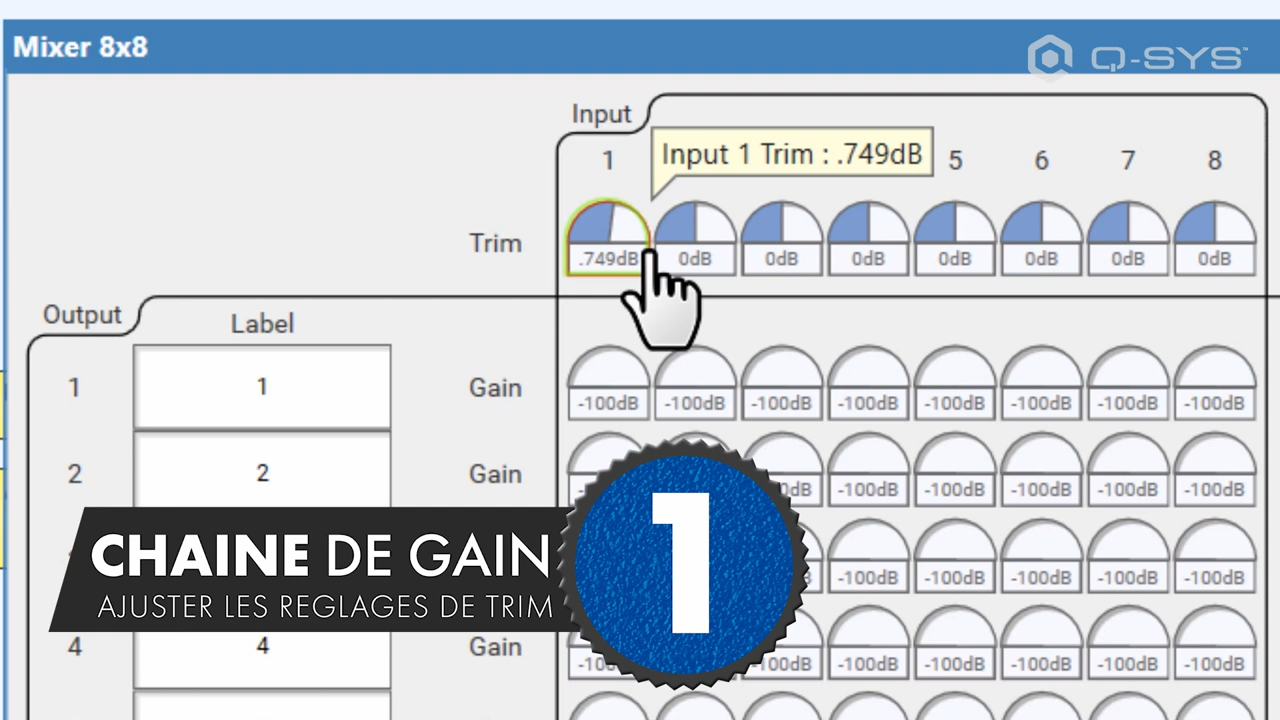 Mixer 8x8
Q-SYS™
Input
1 5 6 7 8
Input 1 Trim : .749dB
Trim
.749dB 0dB 0dB 0dB 0dB 0dB 0dB 0dB
Output
Label
1 1 Gain -100dB -100dB -100dB -100dB -100dB -100dB -100dB -100dB
2 2 Gain -100dB -100dB -100dB -100dB -100dB
CHAINE DE GAIN
AJUSTER LES REGLAGES DE TRIM
1
-100dB -100dB -100dB -100dB -100dB
4 4 Gain -100dB -100dB -100dB -100dB -100dB